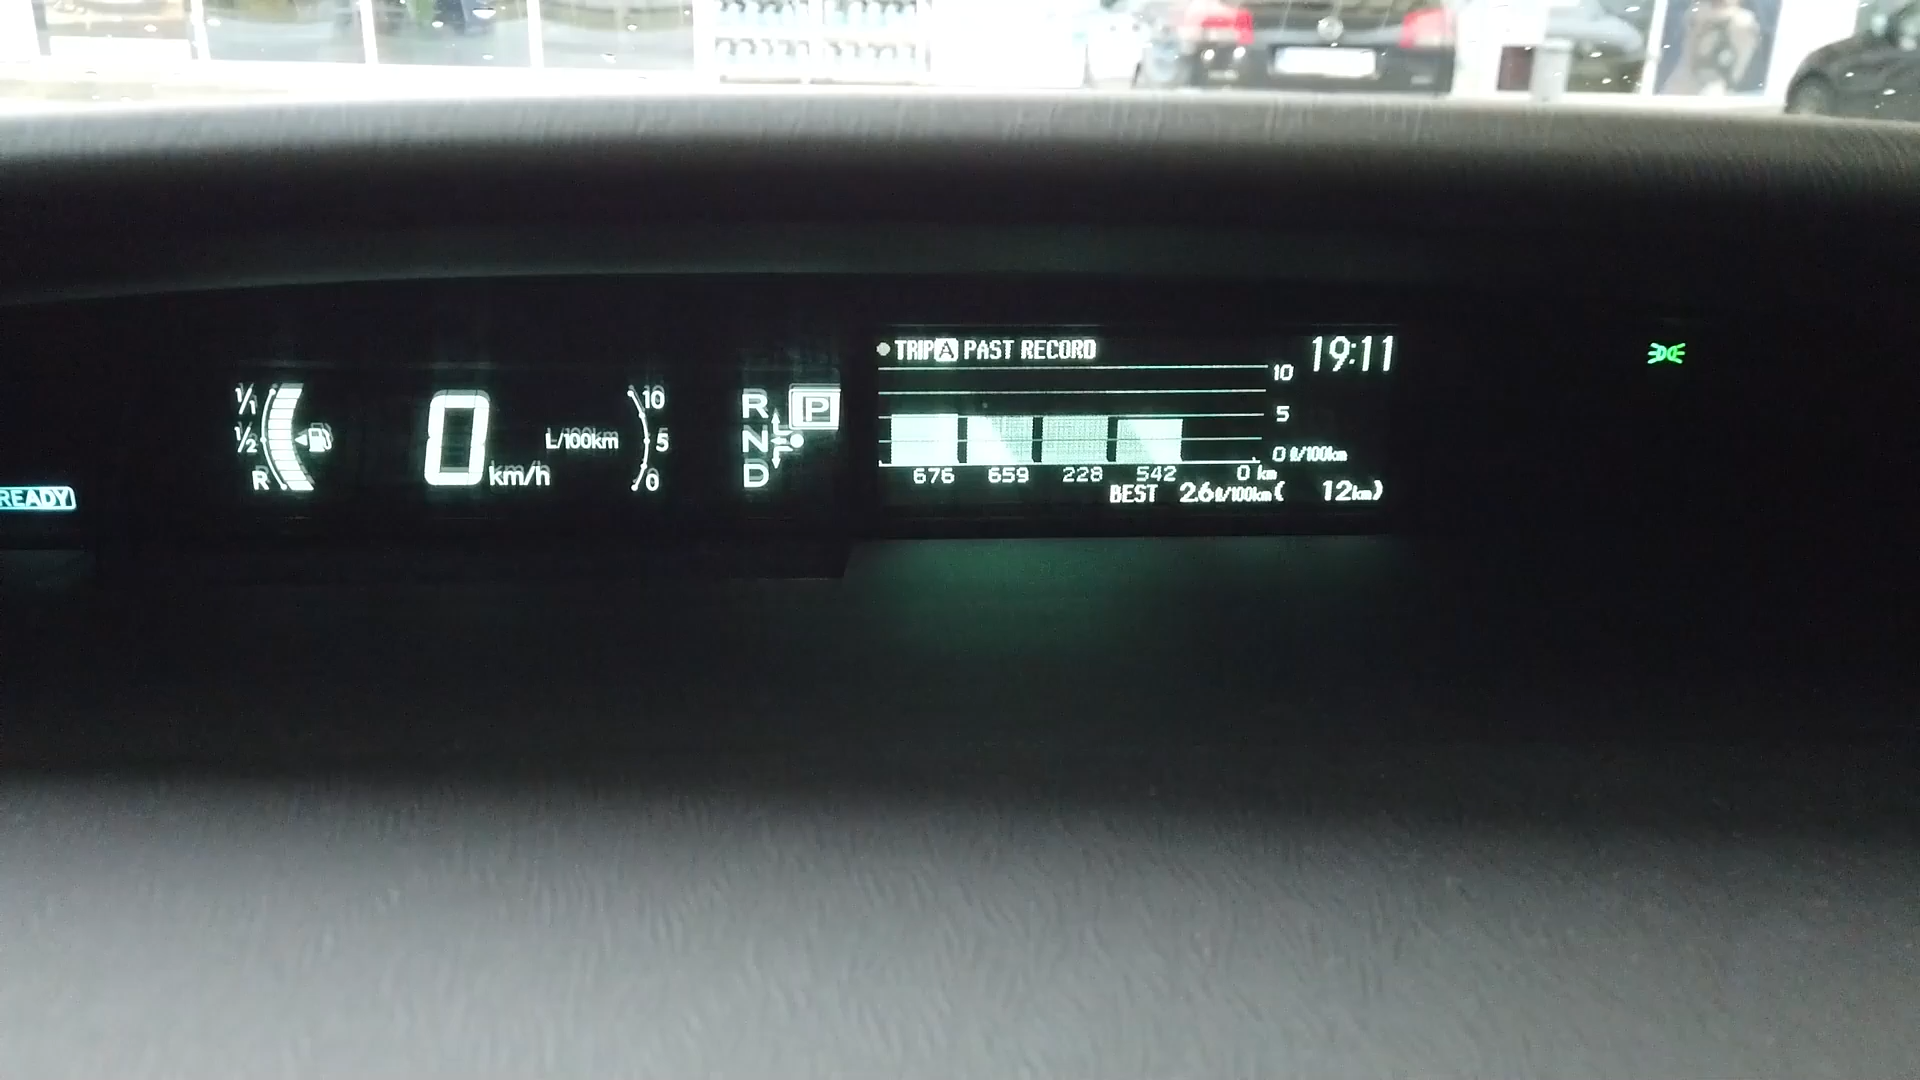 TRIP A PAST RECORD 19:11
10
5
0 ℓ/100km
676 659 228 542 0 km
BEST 2.6ℓ/100km( 12km)
1/1
1/2
R
0 km/h
L/100km
10
5
0
R P
N
D
READY